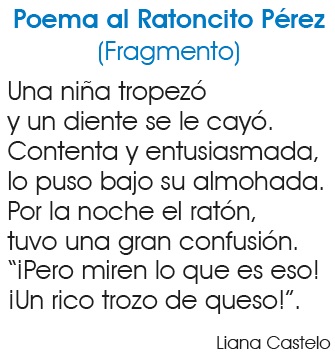 Poema al Ratoncito Pérez
(Fragmento)
Una niña tropezó
y un diente se le cayó.
Contenta y entusiasmada,
lo puso bajo su almohada.
Por la noche el ratón,
tuvo una gran confusión.
“¡Pero miren lo que es eso!
¡Un rico trozo de queso!”.
Liana Castelo